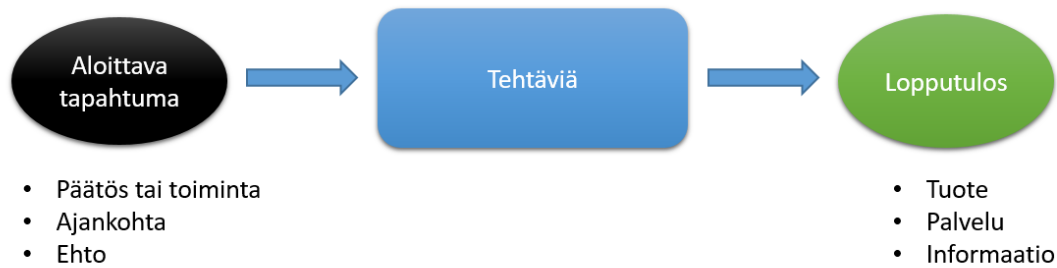 Aloittava
tapahtuma
Tehtäviä
Lopputulos
• Päätös tai toiminta
• Ajankohta
• Ehto
• Tuote
• Palvelu
• Informaatio